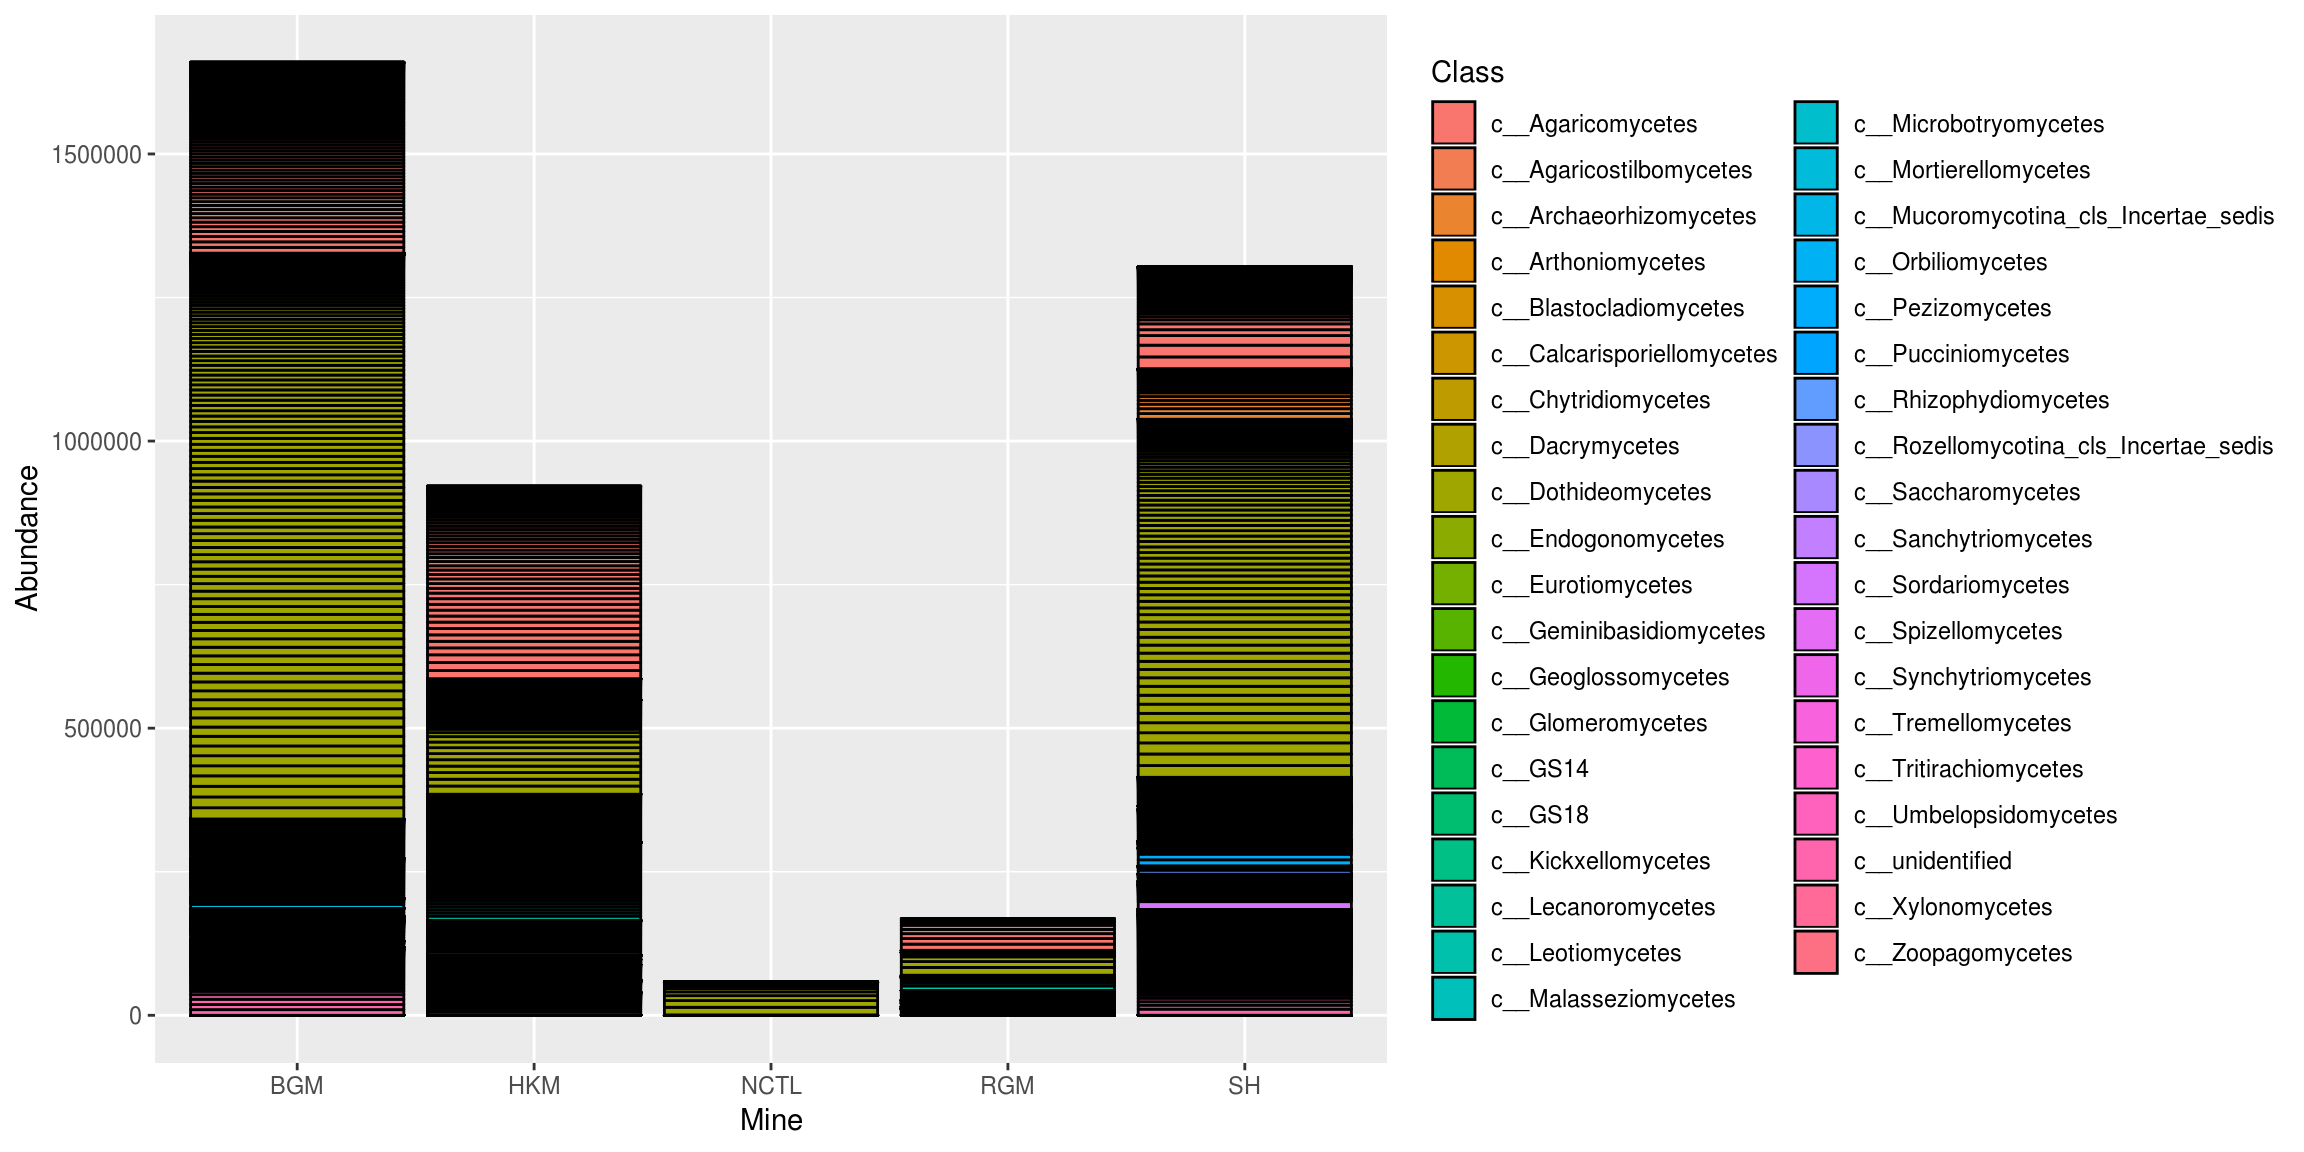 Abundance
1500000
1000000
500000
0
BGM
HKM
NCTL
RGM
SH
Mine
Class
c__Agaricomycetes
c__Agaricostilbomycetes
c__Archaeorhizomycetes
c__Arthoniomycetes
c__Blastocladiomycetes
c__Calcarisporiellomycetes
c__Chytridiomycetes
c__Dacrymycetes
c__Dothideomycetes
c__Endogonomycetes
c__Eurotiomycetes
c__Geminibasidiomycetes
c__Geoglossomycetes
c__Glomeromycetes
c__GS14
c__GS18
c__Kickxellomycetes
c__Lecanoromycetes
c__Leotiomycetes
c__Malasseziomycetes
c__Microbotryomycetes
c__Mortierellomycetes
c__Mucoromycotina_cls_Incertae_sedis
c__Orbiliomycetes
c__Pezizomycetes
c__Pucciniomycetes
c__Rhizophydiomycetes
c__Rozellomycotina_cls_Incertae_sedis
c__Saccharomycetes
c__Sanchytriomycetes
c__Sordariomycetes
c__Spizellomycetes
c__Synchytriomycetes
c__Tremellomycetes
c__Tritirachiomycetes
c__Umbelopsidomycetes
c__unidentified
c__Xylonomycetes
c__Zoopagomycetes